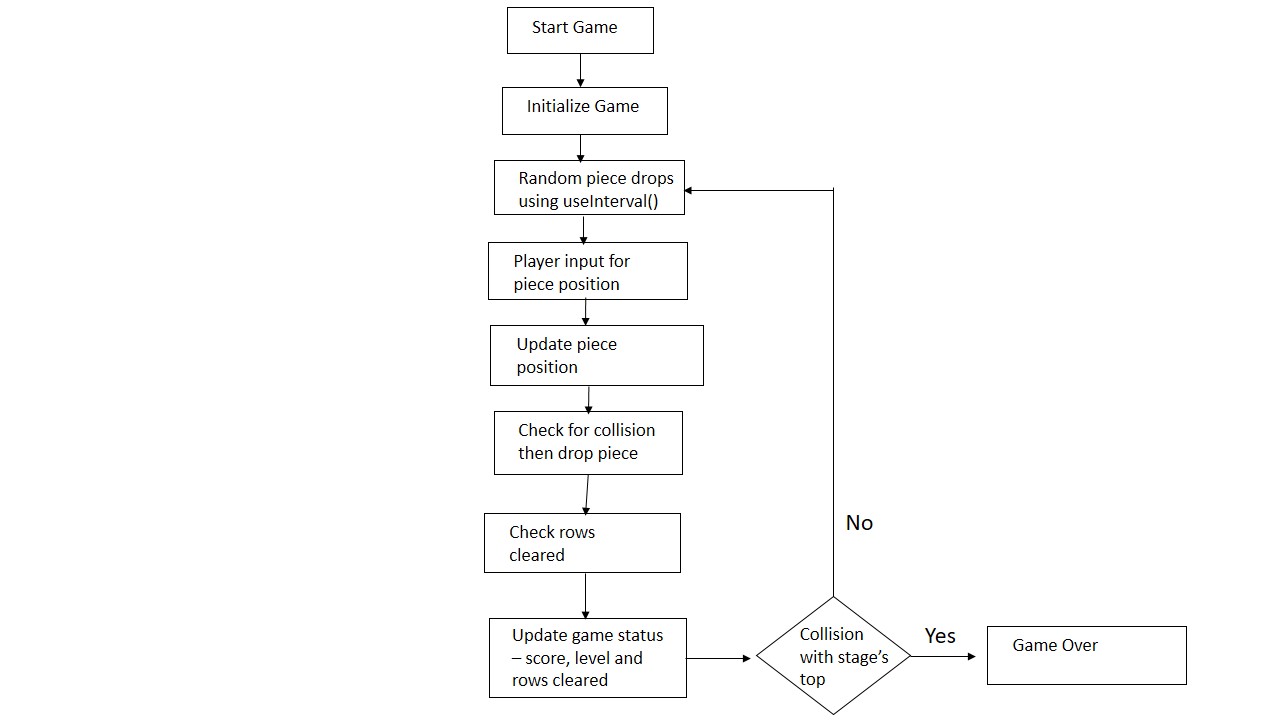 Start Game
Initialize Game
Random piece drops
using useInterval()
Player input for
piece position
Update piece
position
Check for collision
then drop piece
Check rows
cleared
Update game status
– score, level and
rows cleared
Collision
with stage's
top
No
Yes
Game Over